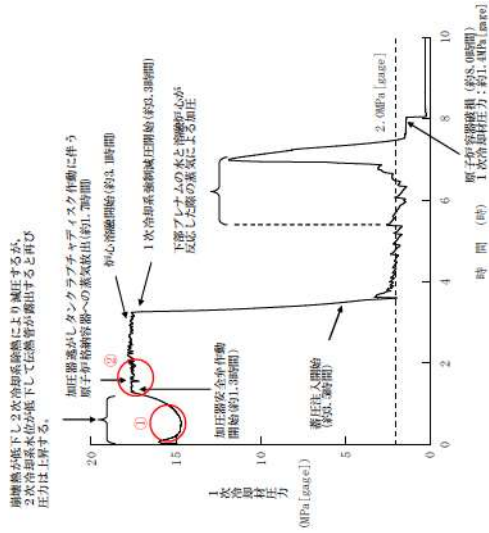 崩壊熱が低下し2次冷却系除熱により減圧するが、
2次冷却系水位が低下して伝熱管が露出すると再び
圧力は上昇する。
加圧器逃がしタンクラプチャディスク作動に伴う
原子炉格納容器への蒸気放出(約1.7時間)
炉心溶融開始(約3.1時間)
1次冷却系強制減圧開始(約3.3時間)
下部プレナムの水と溶融炉心が
反応した際の蒸気による加圧
①
②
加圧器安全弁作動
開始(約1.3時間)
蓄圧注入開始
(約3.5時間)
2.0MPa[gage]
原子炉容器破損(約8.0時間)
1次冷却材圧力:約1.4MPa[gage]
1次冷却材圧力
(MPa[gage])
20
15
10
5
0
0
2
4
6
8
10
時 間 (時)